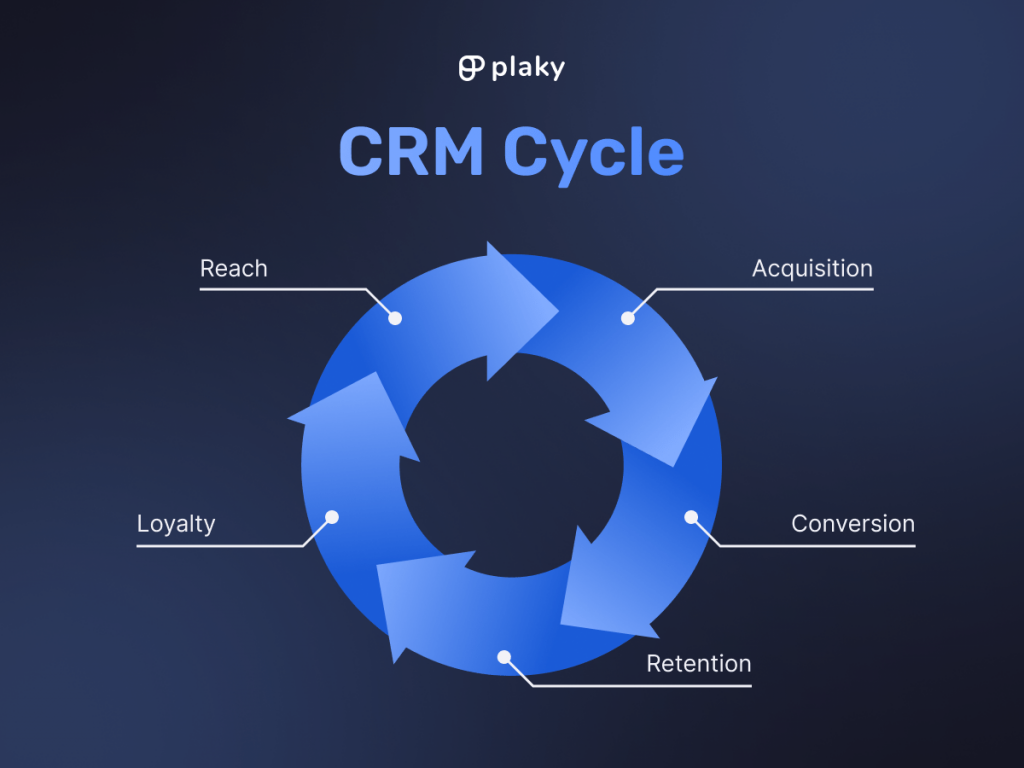 plaky
CRM Cycle
Reach
Acquisition
Loyalty
Conversion
Retention